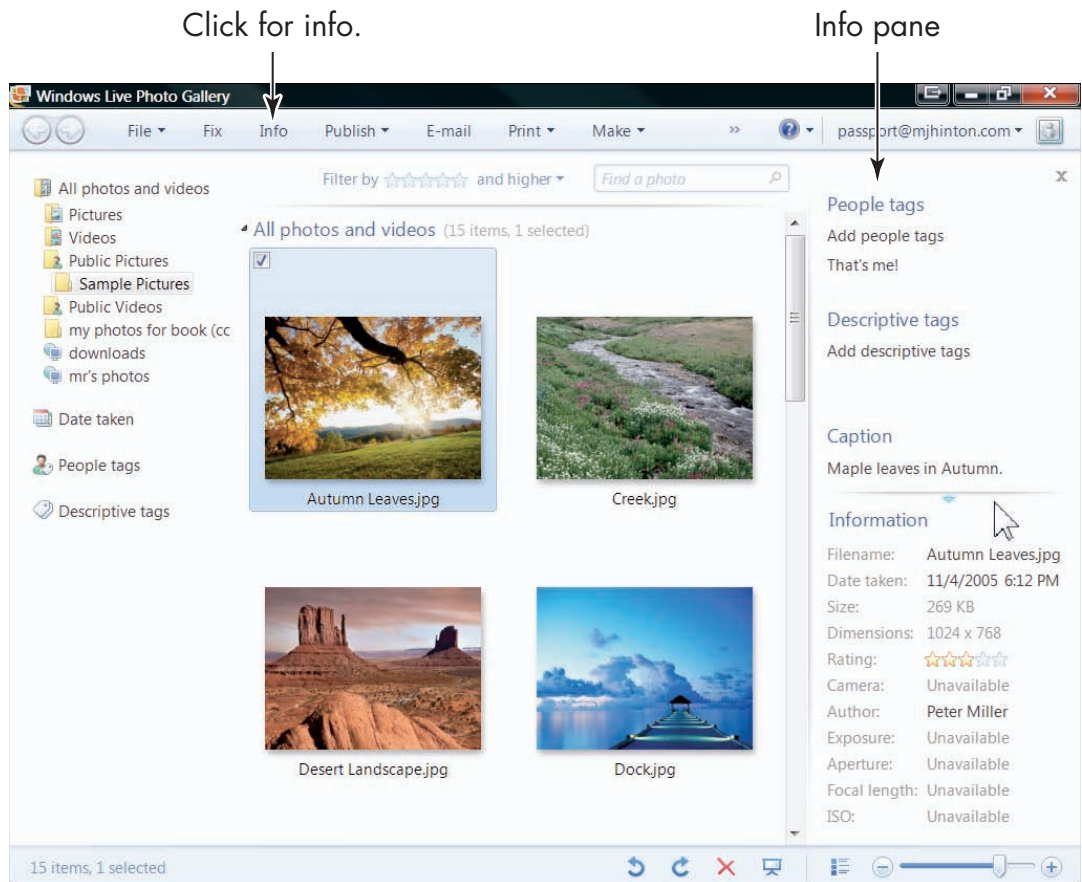 Click for info.
Info pane
Windows Live Photo Gallery
File Fix Info Publish E-mail Print Make » ? passport@mjhinton.com
Filter by and higher Find a photo
All photos and videos
Pictures
Videos
Public Pictures
Sample Pictures
Public Videos
my photos for book (cc
downloads
mr's photos
Date taken
People tags
Descriptive tags
All photos and videos (15 items, 1 selected)
Autumn Leaves.jpg
Creek.jpg
Desert Landscape.jpg
Dock.jpg
x
People tags
Add people tags
That's me!
Descriptive tags
Add descriptive tags
Caption
Maple leaves in Autumn.
Information
Filename: Autumn Leaves.jpg
Date taken: 11/4/2005 6:12 PM
Size: 269 KB
Dimensions: 1024 x 768
Rating:
Camera: Unavailable
Author: Peter Miller
Exposure: Unavailable
Aperture: Unavailable
Focal length: Unavailable
ISO: Unavailable
15 items, 1 selected